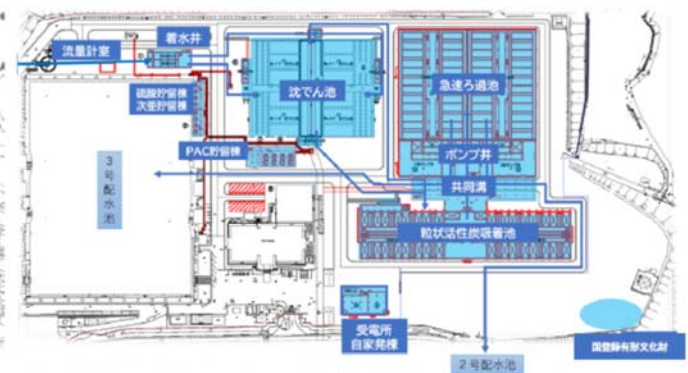 着水井
流量計室
硫酸貯留棟
次亜貯留棟
沈でん池
急速ろ過池
PAC貯留棟
ポンプ井
3号配水池
共同溝
粒状活性炭吸着池
受電所
自家発棟
国登録有形文化財
2号配水池